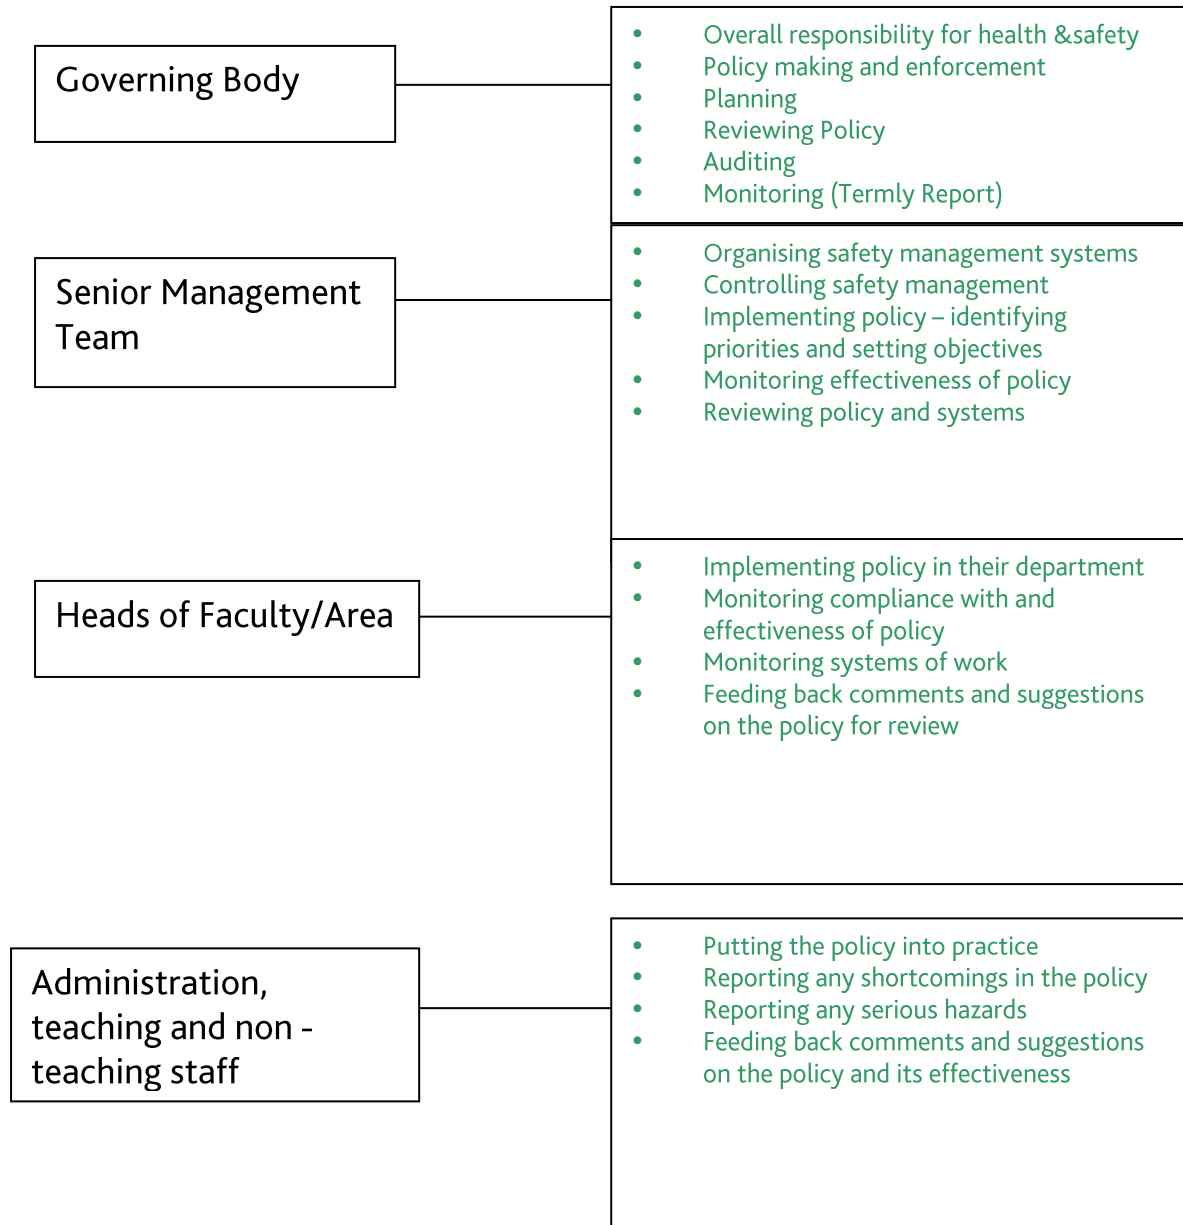 Governing Body
• Overall responsibility for health &safety
• Policy making and enforcement
• Planning
• Reviewing Policy
• Auditing
• Monitoring (Termly Report)
Senior Management
Team
• Organising safety management systems
• Controlling safety management
• Implementing policy – identifying
priorities and setting objectives
• Monitoring effectiveness of policy
• Reviewing policy and systems
Heads of Faculty/Area
• Implementing policy in their department
• Monitoring compliance with and
effectiveness of policy
• Monitoring systems of work
• Feeding back comments and suggestions
on the policy for review
Administration,
teaching and non -
teaching staff
• Putting the policy into practice
• Reporting any shortcomings in the policy
• Reporting any serious hazards
• Feeding back comments and suggestions
on the policy and its effectiveness